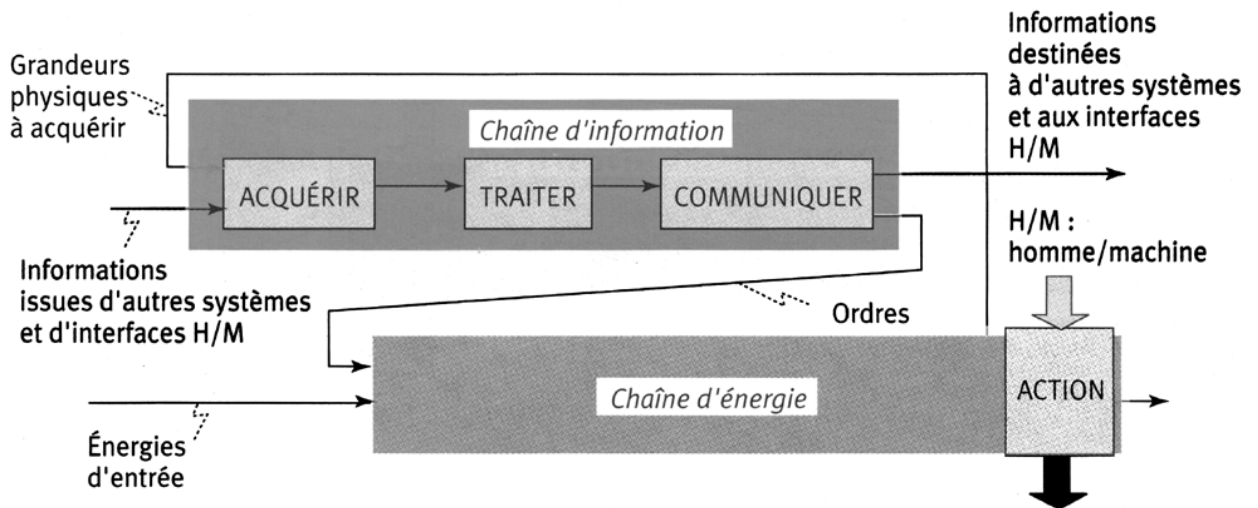 Grandeurs
physiques
à acquérir
Informations
destinées
à d'autres systèmes
et aux interfaces
H/M
Chaîne d'information
ACQUÉRIR
TRAITER
COMMUNIQUER
H/M :
homme/machine
Informations
issues d'autres systèmes
et d'interfaces H/M
Ordres
Chaîne d'énergie
ACTION
Énergies
d'entrée